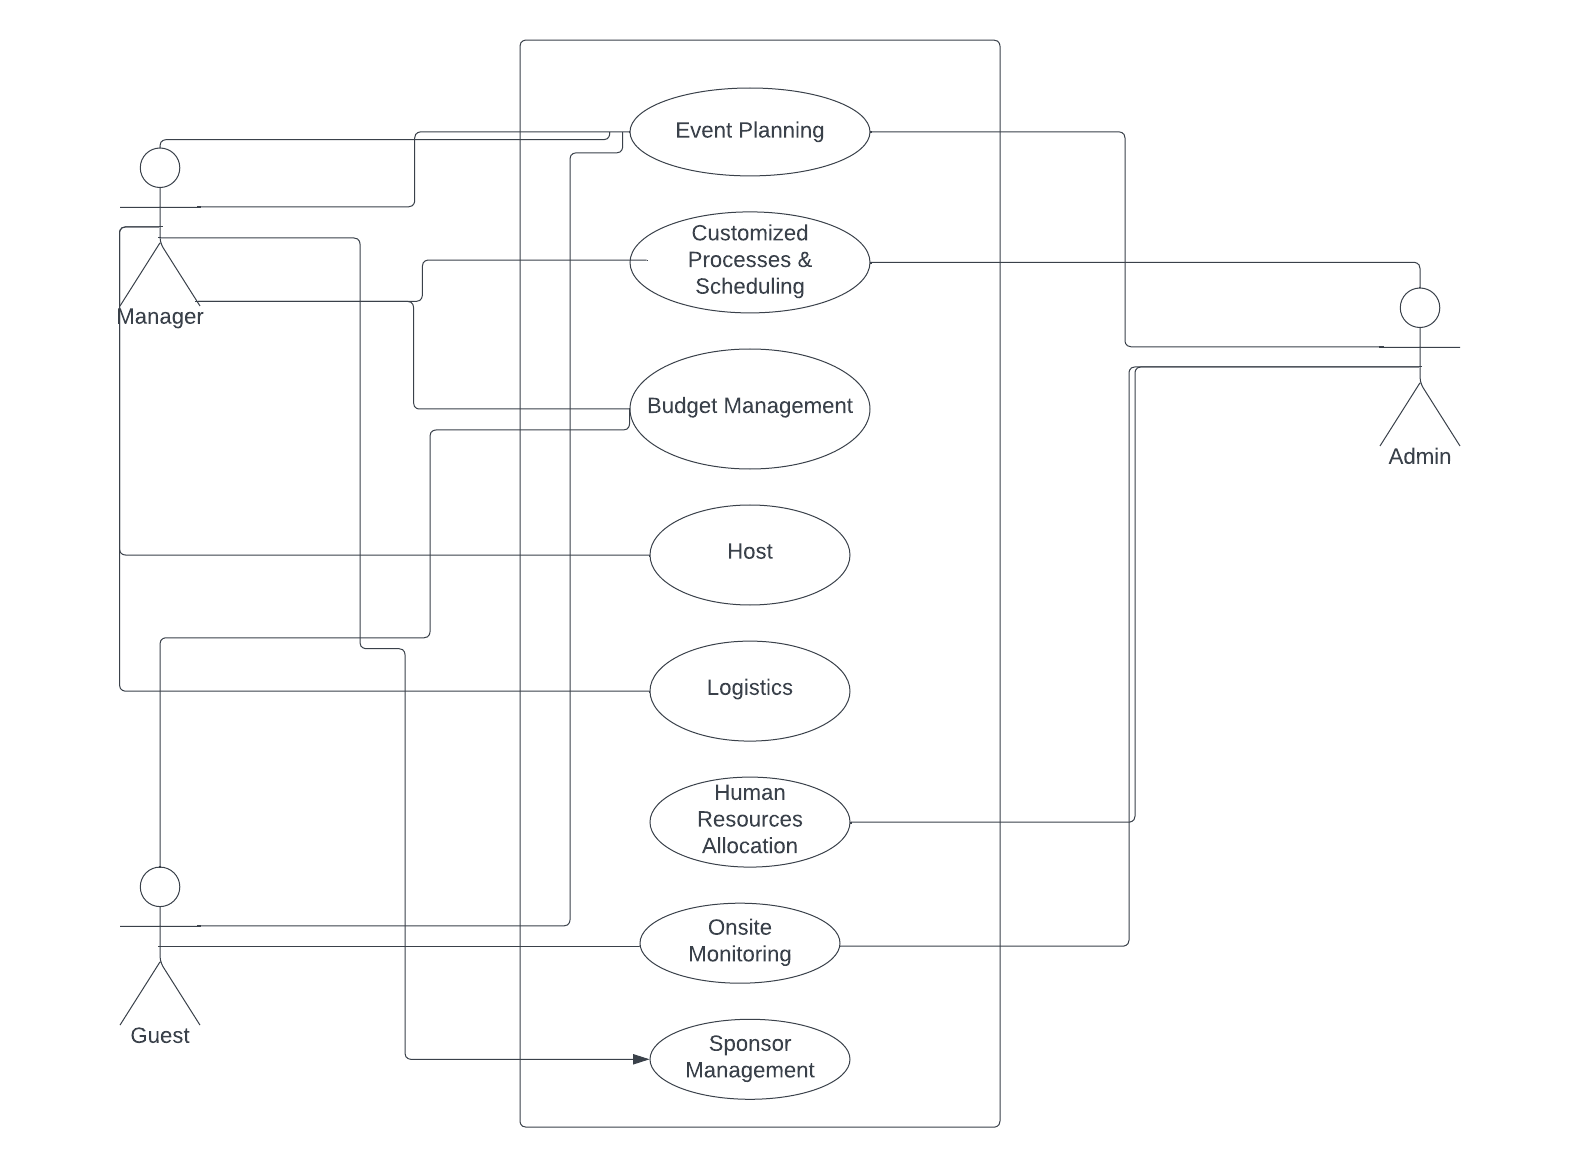 Event Planning
Customized
Processes &
Scheduling
Manager
Budget Management
Admin
Host
Logistics
Human
Resources
Allocation
Onsite
Monitoring
Guest
Sponsor
Management